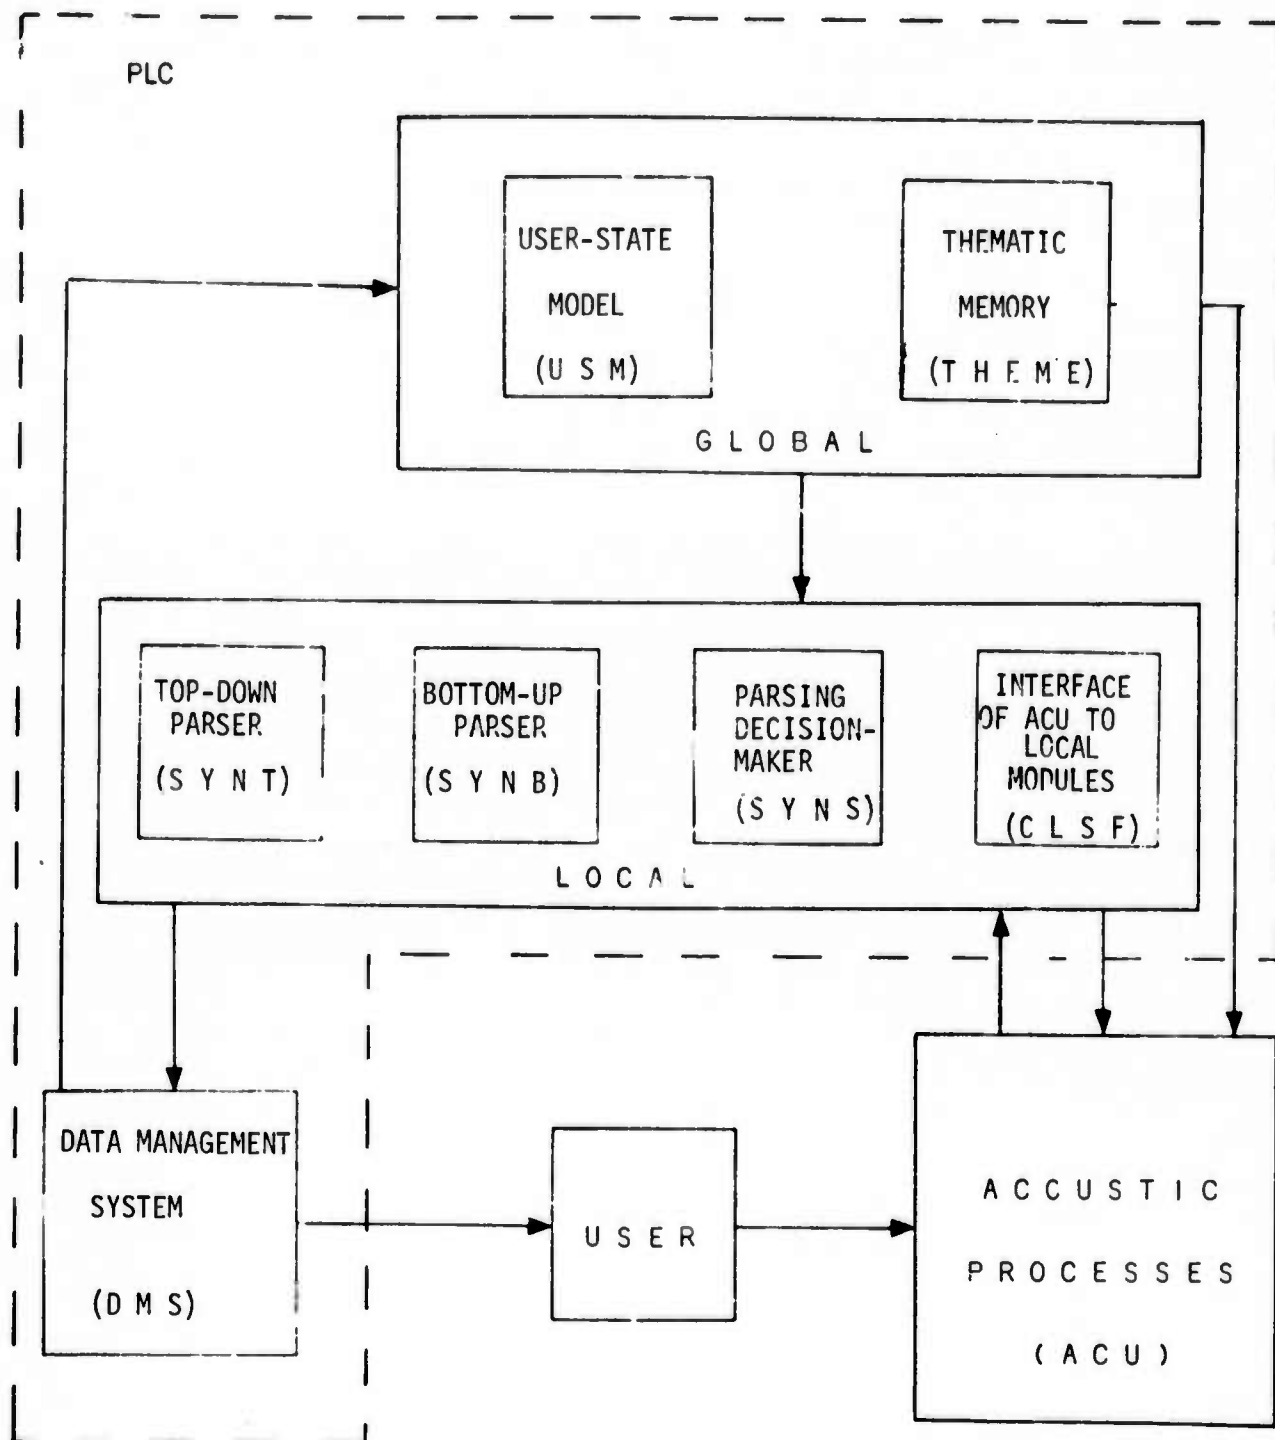 PLC
USER-STATE
MODEL
(U S M)
THEMATIC
MEMORY
(T H E M E)
G L O B A L
TOP-DOWN
PARSER
(S Y N T)
BOTTOM-UP
PARSER
(S Y N B)
PARSING
DECISION-
MAKER
(S Y N S)
INTERFACE
OF ACU TO
LOCAL
MODULES
(C L S F)
L O C A L
DATA MANAGEMENT
SYSTEM
(D M S)
U S E R
A C C U S T I C
P R O C E S S E S
( A C U )